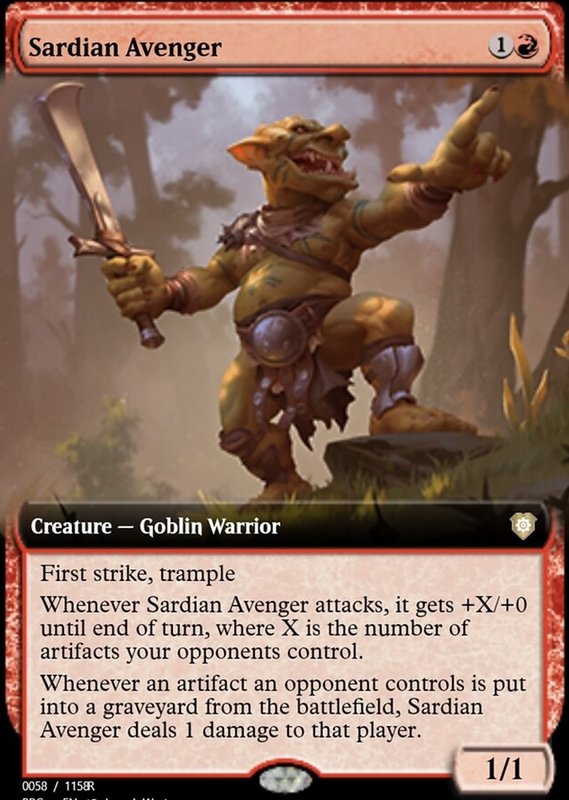 Sardian Avenger
1
Creature — Goblin Warrior
First strike, trample
Whenever Sardian Avenger attacks, it gets +X/+0
until end of turn, where X is the number of
artifacts your opponents control.
Whenever an artifact an opponent controls is put
into a graveyard from the battlefield, Sardian
Avenger deals 1 damage to that player.
1/1
0058 / 1158R